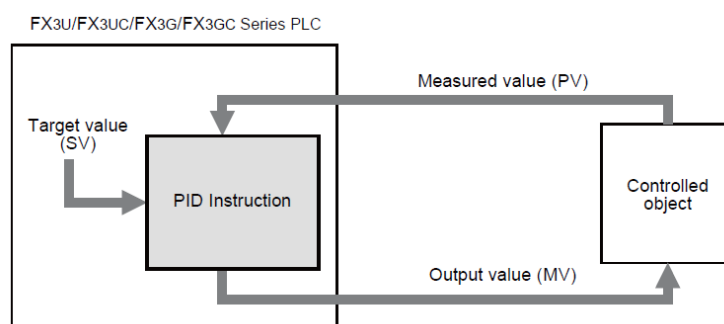 FX3U/FX3UC/FX3G/FX3GC Series PLC
Measured value (PV)
Target value
(SV)
PID Instruction
Controlled
object
Output value (MV)